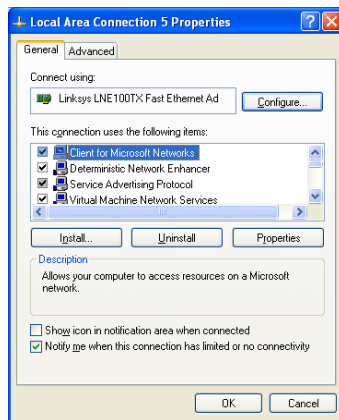 Local Area Connection 5 Properties
General Advanced
Connect using:
Linksys LNE100TX Fast Ethernet Ad Configure...
This connection uses the following items:
Client for Microsoft Networks
Deterministic Network Enhancer
Service Advertising Protocol
Virtual Machine Network Services
Install... Uninstall Properties
Description
Allows your computer to access resources on a Microsoft
network.
Show icon in notification area when connected
Notify me when this connection has limited or no connectivity
OK Cancel